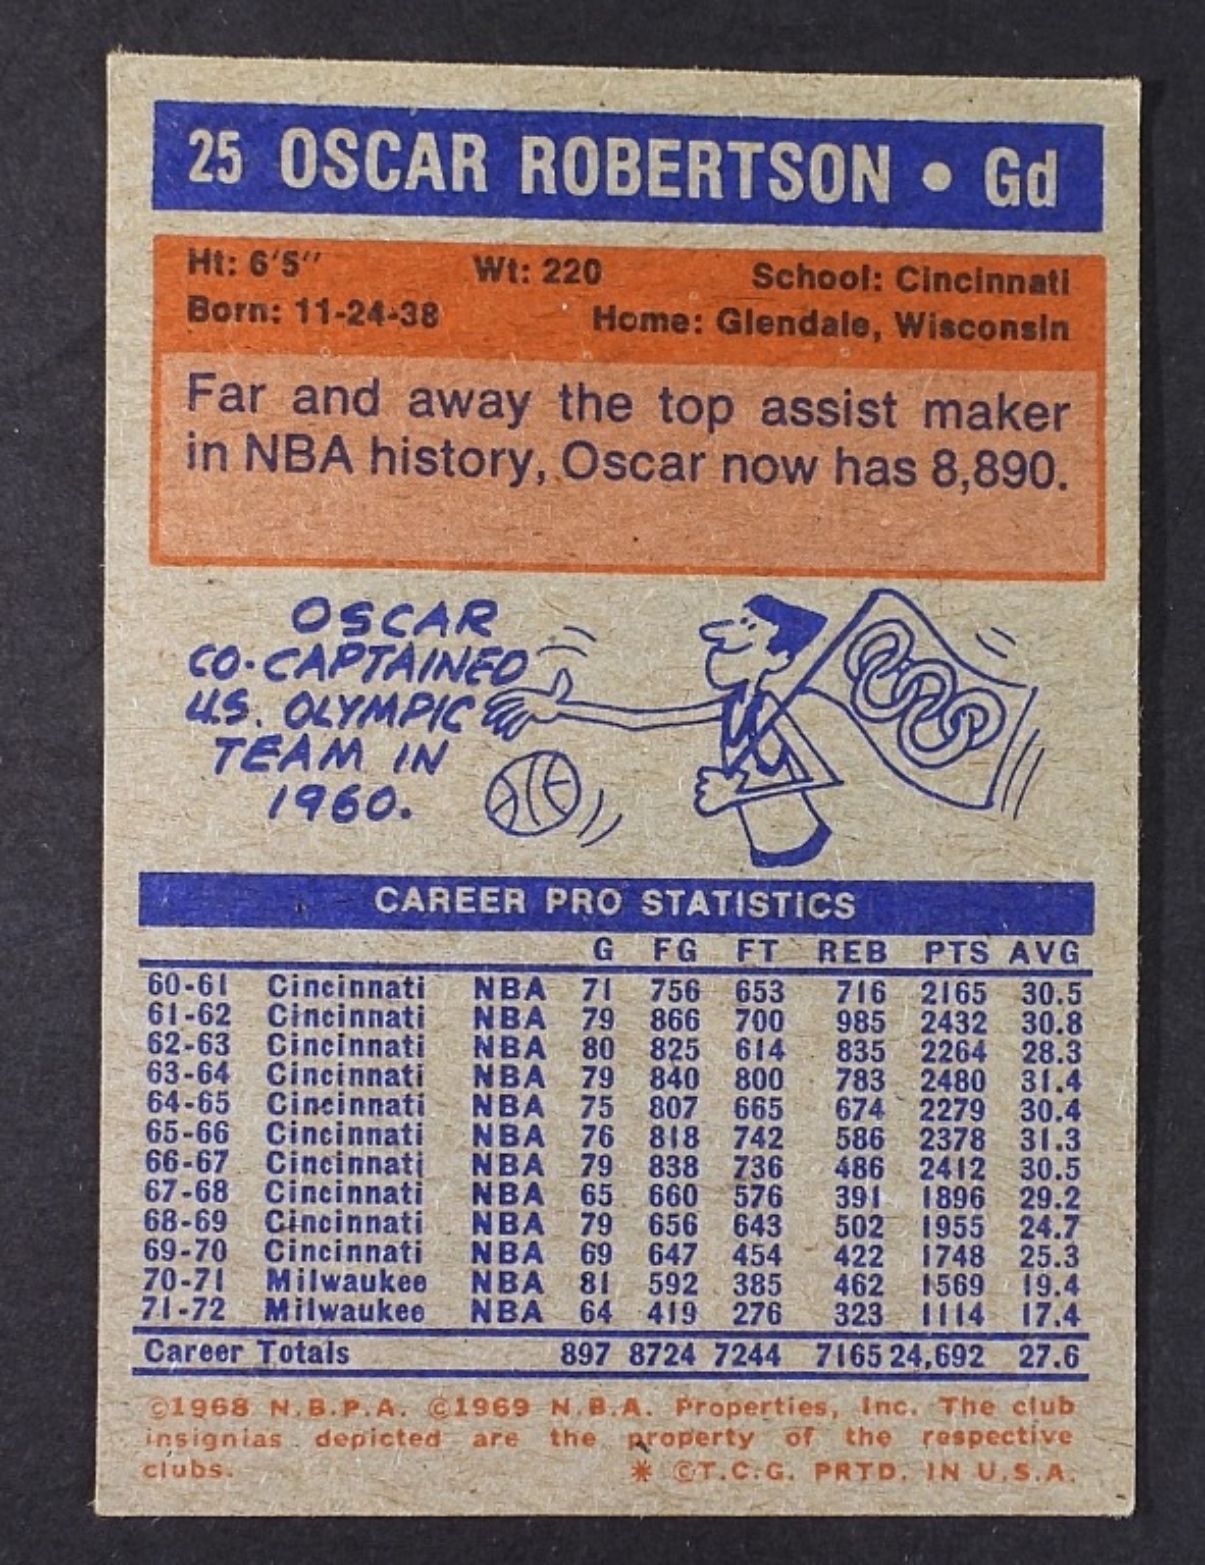 25 OSCAR ROBERTSON • Gd
Ht: 6'5" Wt: 220 School: Cincinnati
Born: 11-24-38 Home: Glendale, Wisconsin
Far and away the top assist maker
in NBA history, Oscar now has 8,890.
OSCAR
CO-CAPTAINED
U.S. OLYMPIC
TEAM IN
1960.
CAREER PRO STATISTICS
G FG FT REB PTS AVG
60-61 Cincinnati NBA 71 756 653 716 2165 30.5
61-62 Cincinnati NBA 79 866 700 985 2432 30.8
62-63 Cincinnati NBA 80 825 614 835 2264 28.3
63-64 Cincinnati NBA 79 840 800 783 2480 31.4
64-65 Cincinnati NBA 75 807 665 674 2279 30.4
65-66 Cincinnati NBA 76 818 742 586 2378 31.3
66-67 Cincinnati NBA 79 838 736 486 2412 30.5
67-68 Cincinnati NBA 65 660 576 391 1896 29.2
68-69 Cincinnati NBA 79 656 643 502 1955 24.7
69-70 Cincinnati NBA 69 647 454 422 1748 25.3
70-71 Milwaukee NBA 81 592 385 462 1569 19.4
71-72 Milwaukee NBA 64 419 276 323 1114 17.4
Career Totals 897 8724 7244 7165 24,692 27.6
©1968 N.B.P.A. ©1969 N.B.A. Properties, Inc. The club
insignias depicted are the property of the respective
clubs. * ©T.C.G. PRTD. IN U.S.A.